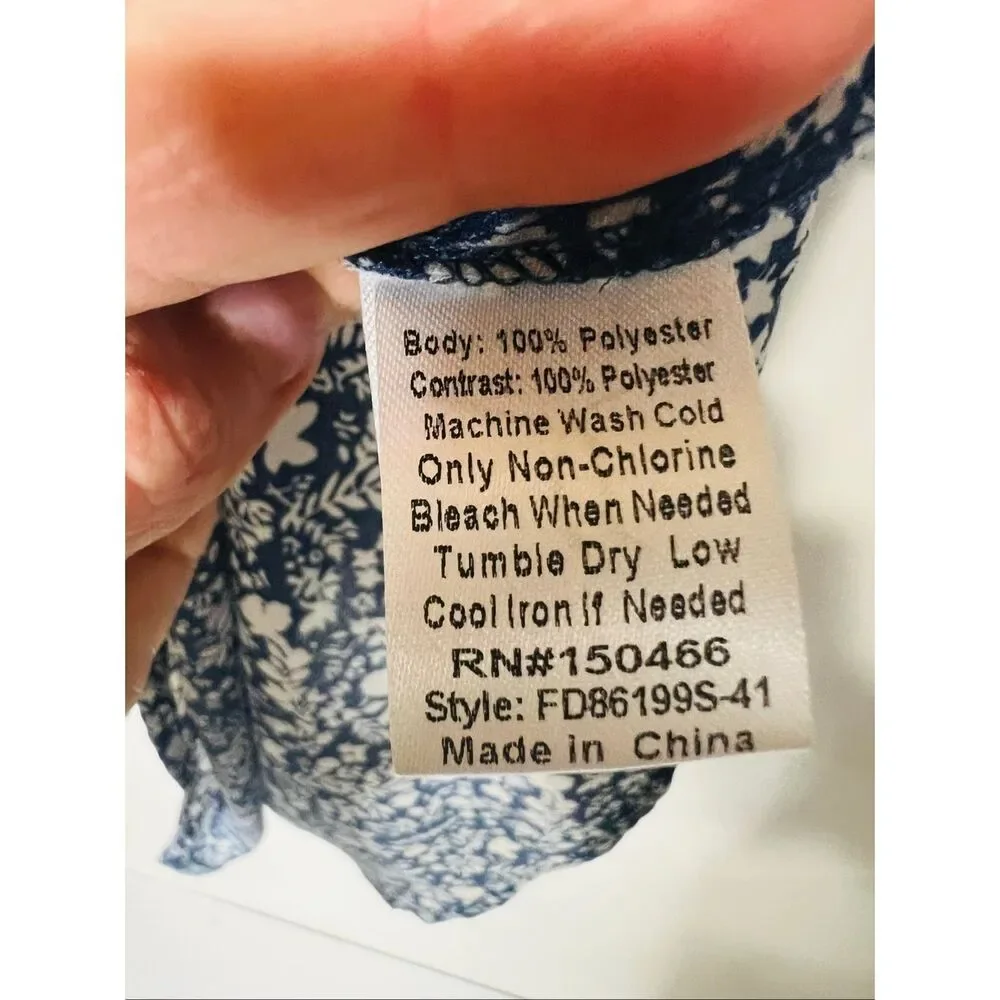 Body: 100% Polyester
Contrast: 100% Polyester
Machine Wash Cold
Only Non-Chlorine
Bleach When Needed
Tumble Dry Low
Cool Iron If Needed
RN#150466
Style: FD86199S-41
Made in China